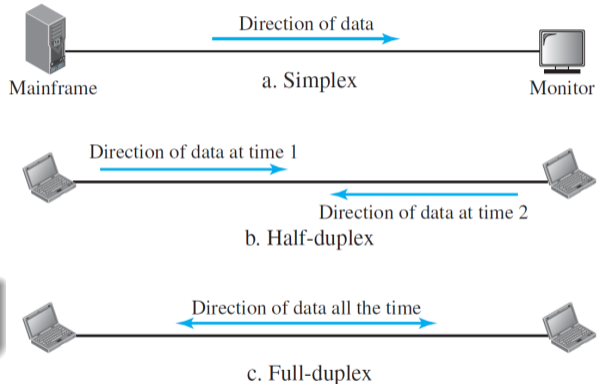 Direction of data
Mainframe
a. Simplex
Monitor
Direction of data at time 1
Direction of data at time 2
b. Half-duplex
Direction of data all the time
c. Full-duplex